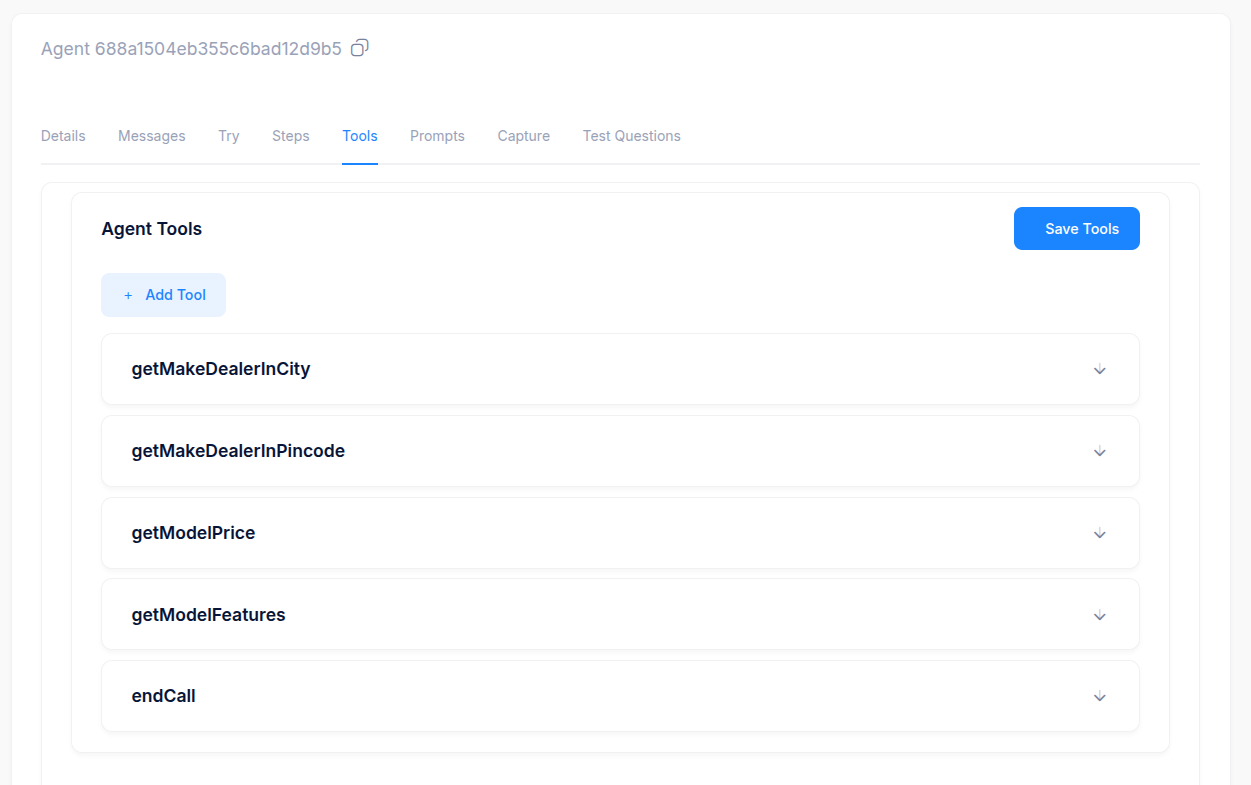 Agent 688a1504eb355c6bad12d9b5
Details Messages Try Steps Tools Prompts Capture Test Questions
Agent Tools
Save Tools
+ Add Tool
getMakeDealerInCity
getMakeDealerInPincode
getModelPrice
getModelFeatures
endCall